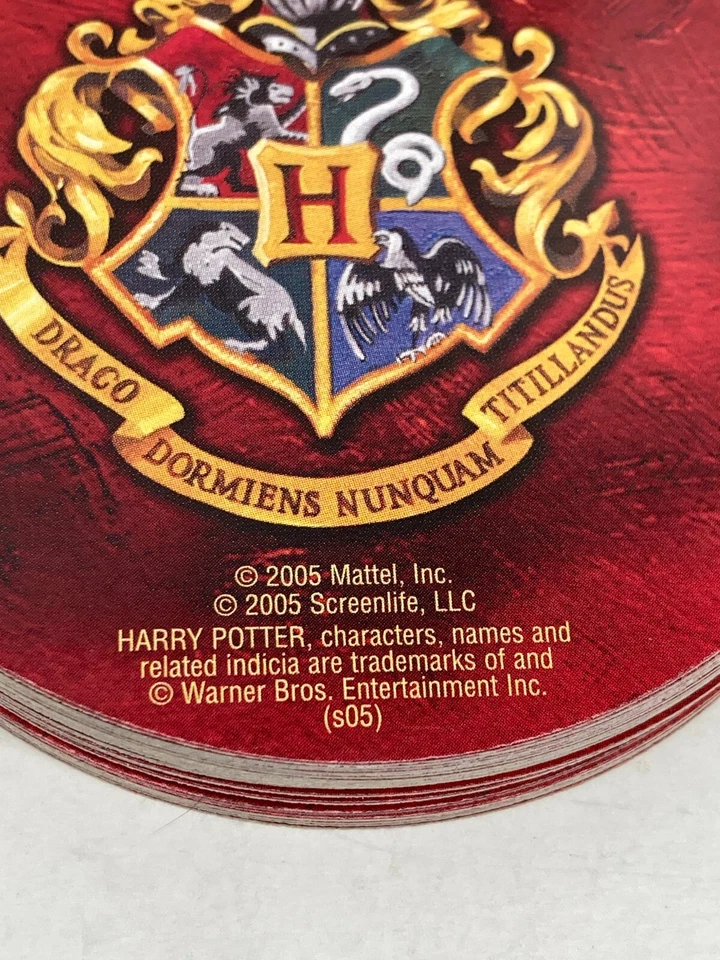 H
DRAGO
DORMIENS NUNQUAM
TITILLANDUS
© 2005 Mattel, Inc.
© 2005 Screenlife, LLC
HARRY POTTER, characters, names and
related indicia are trademarks of and
© Warner Bros. Entertainment Inc.
(s05)